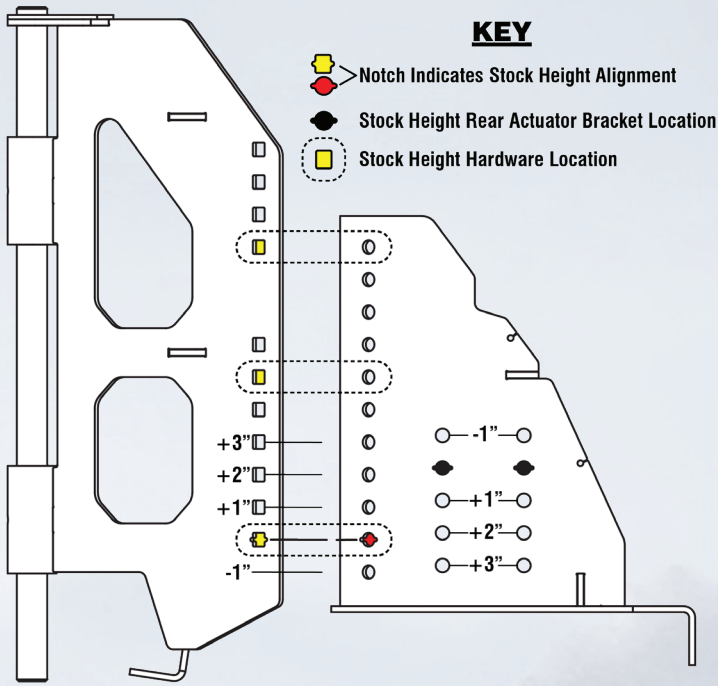 KEY
Notch Indicates Stock Height Alignment
Stock Height Rear Actuator Bracket Location
Stock Height Hardware Location
+3”
+2”
+1”
-1”
-1”
+1”
+2”
+3”